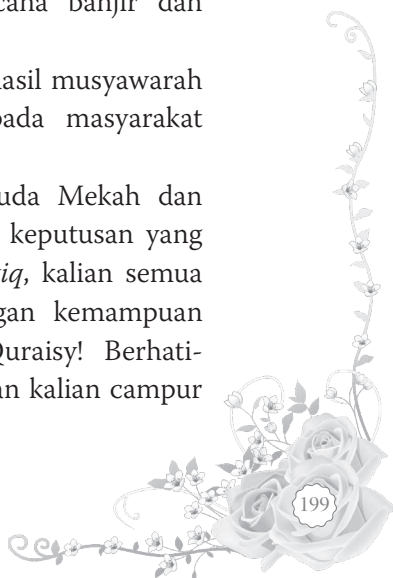 cana banjir dan
hasil musyawarah
pada masyarakat
uda Mekah dan
keputusan yang
iq, kalian semua
gan kemampuan
Quraisy! Berhati-
an kalian campur
199